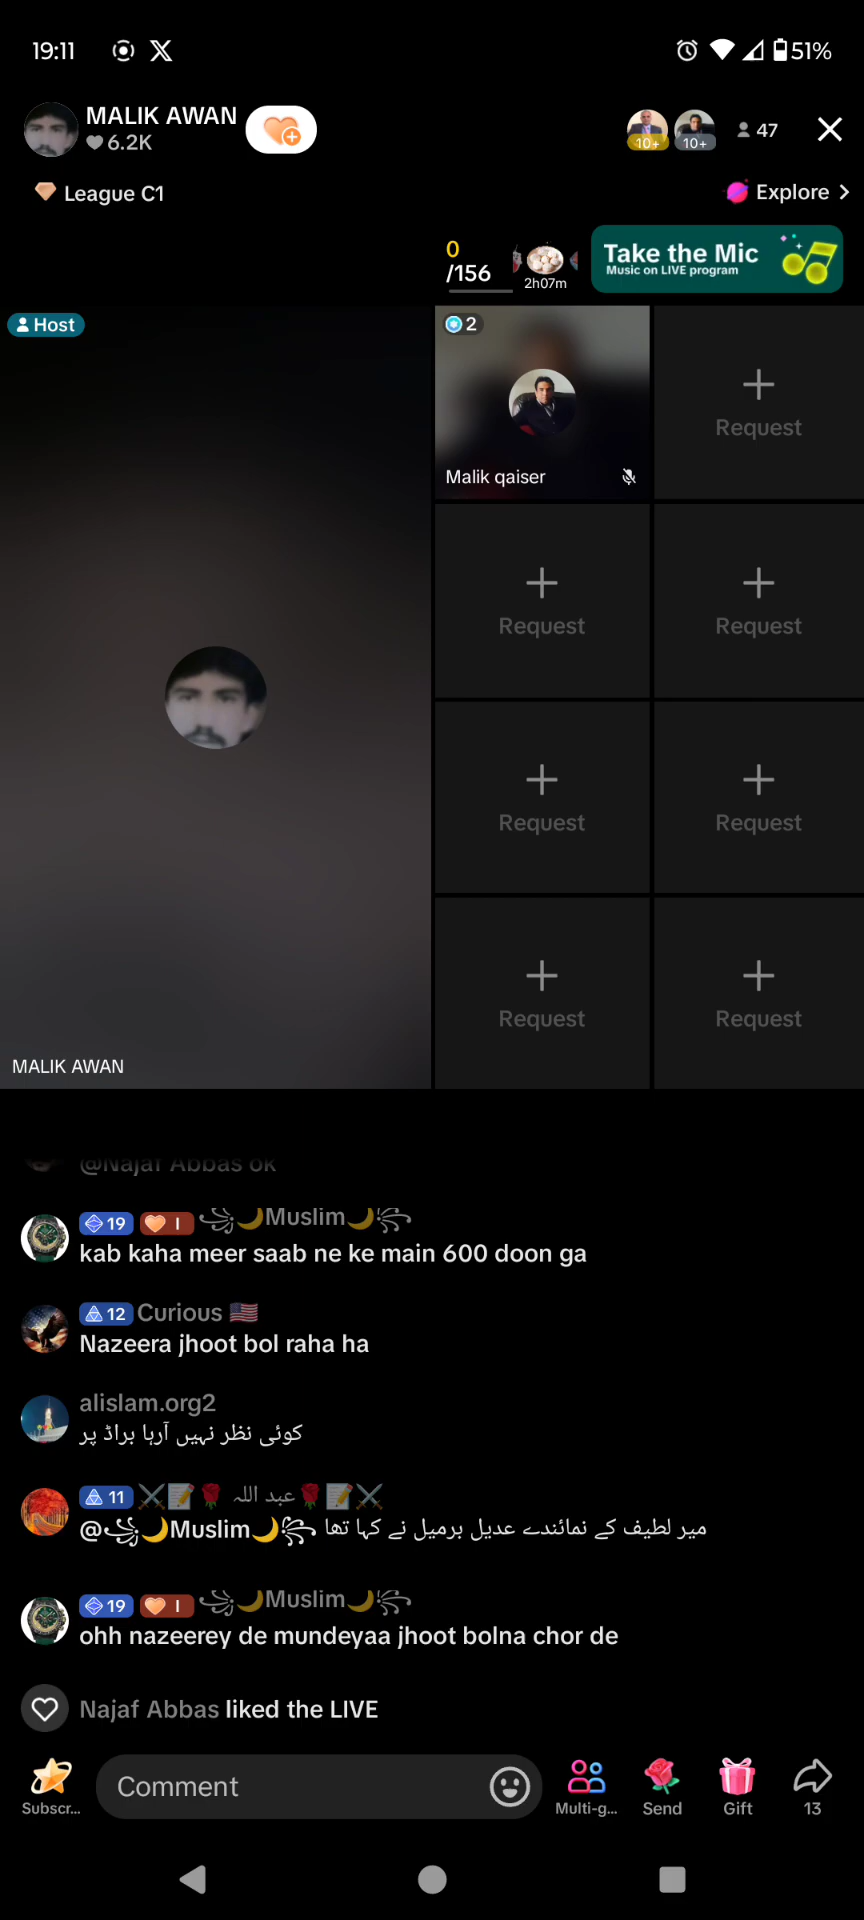 19:11
51%
MALIK AWAN
6.2K
10+
10+
47
League C1
Explore
0
/156
2h07m
Take the Mic
Music on LIVE program
Host
2
Malik qaiser
Request
Request
Request
Request
Request
Request
Request
MALIK AWAN
@Najaf Abbas ok
19 I ꧁🌙Muslim🌙꧂
kab kaha meer saab ne ke main 600 doon ga
12 Curious 🇺🇸
Nazeera jhoot bol raha ha
alislam.org2
کوئی نظر نہیں آرہا براڈ پر
11 ⚔️📝🌹عبد اللہ🌹📝⚔️
@꧁🌙Muslim🌙꧂ میر لطیف کے نمائندے عدیل برمیل نے کہا تھا
19 I ꧁🌙Muslim🌙꧂
ohh nazeerey de mundeyaa jhoot bolna chor de
Najaf Abbas liked the LIVE
Comment
Subscr...
Multi-g...
Send
Gift
13